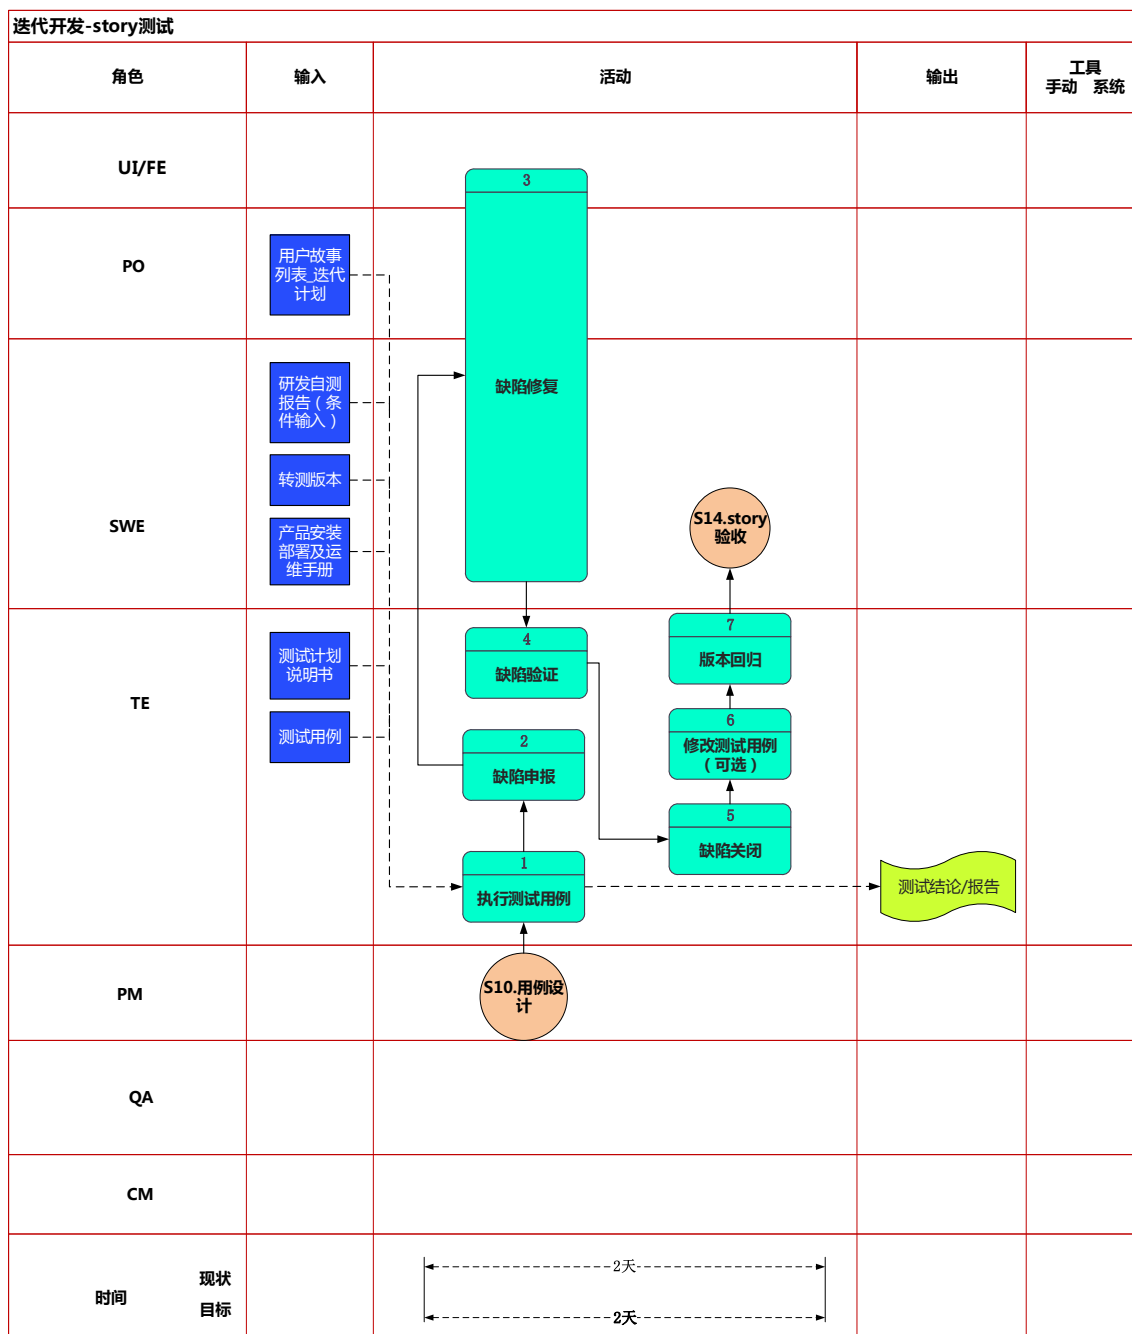 迭代开发-story测试
角色
输入
活动
输出
工具
手动 系统
UI/FE
3
缺陷修复
PO
用户故事
列表_迭代
计划
SWE
研发自测
报告（条
件输入）
转测版本
产品安装
部署及运
维手册
S14.story
验收
TE
测试计划
说明书
测试用例
4
缺陷验证
7
版本回归
2
缺陷申报
6
修改测试用例
（可选）
5
缺陷关闭
1
执行测试用例
测试结论/报告
PM
S10.用例设
计
QA
CM
时间
现状
目标
2天
2天